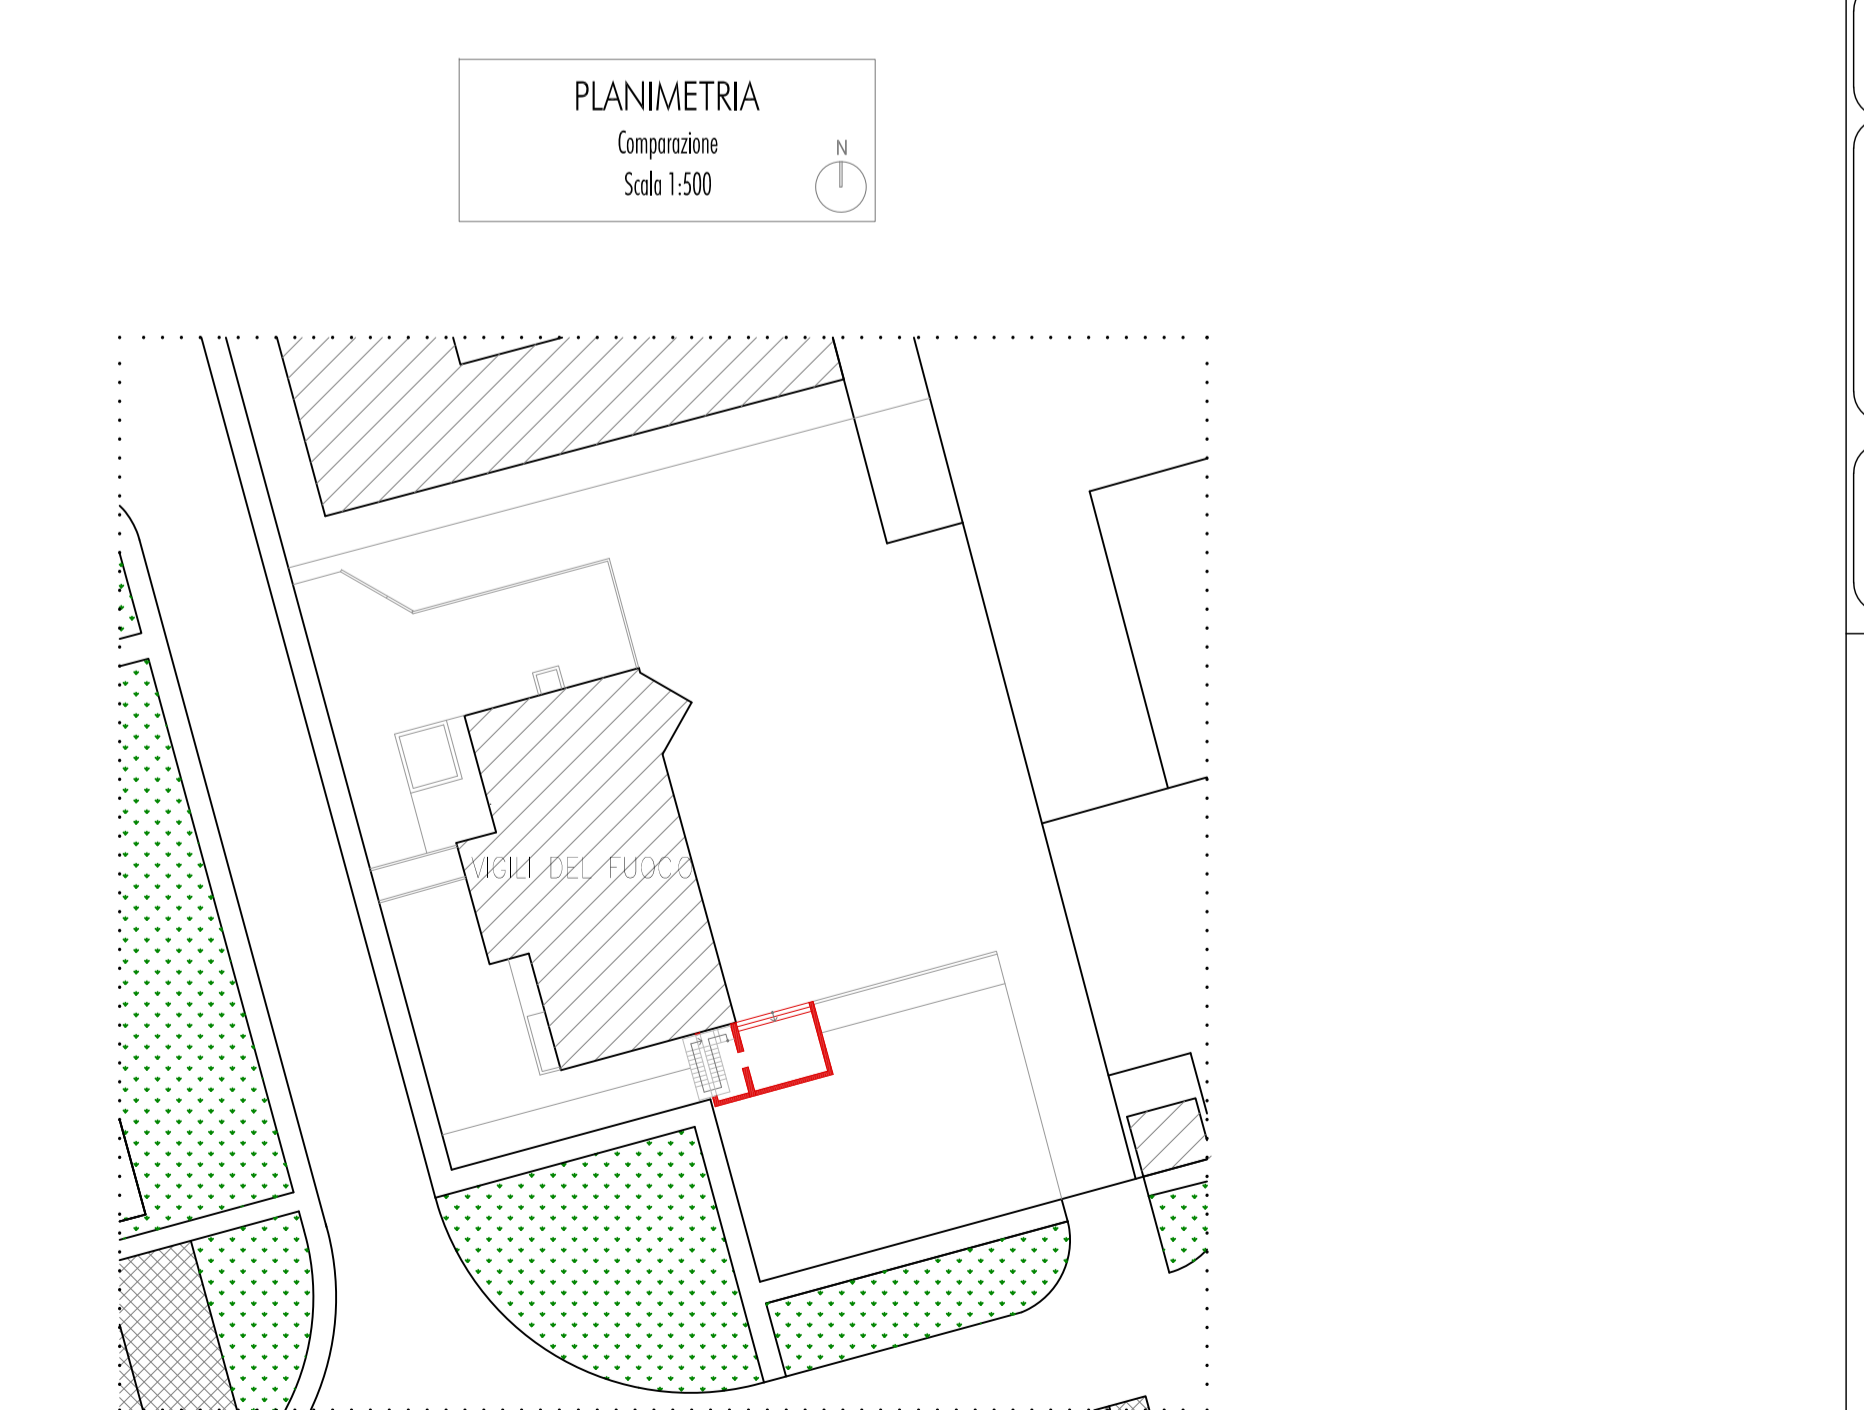 PLANIMETRIA
Comparazione
Scala 1:500
N
VIGILI DEL FUOCO